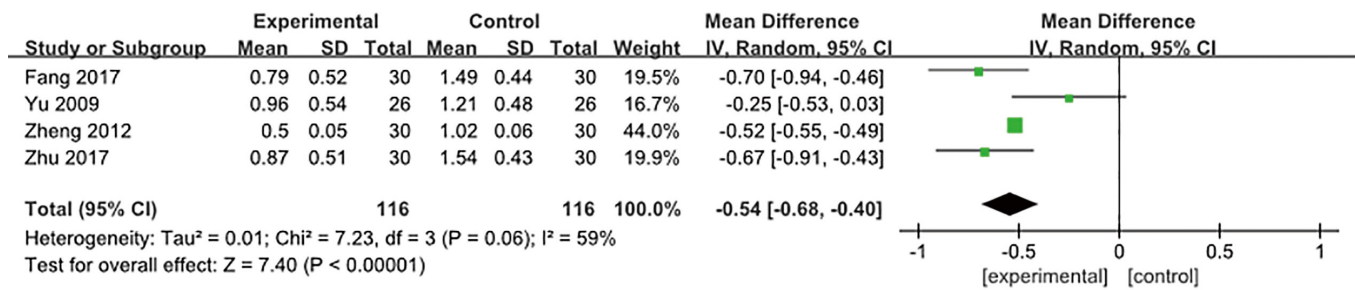 Experimental Control Mean Difference Mean Difference
Study or Subgroup Mean SD Total Mean SD Total Weight IV, Random, 95% CI IV, Random, 95% CI
Fang 2017 0.79 0.52 30 1.49 0.44 30 19.5% -0.70 [-0.94, -0.46]
Yu 2009 0.96 0.54 26 1.21 0.48 26 16.7% -0.25 [-0.53, 0.03]
Zheng 2012 0.5 0.05 30 1.02 0.06 30 44.0% -0.52 [-0.55, -0.49]
Zhu 2017 0.87 0.51 30 1.54 0.43 30 19.9% -0.67 [-0.91, -0.43]
Total (95% CI) 116 116 100.0% -0.54 [-0.68, -0.40]
Heterogeneity: Tau² = 0.01; Chi² = 7.23, df = 3 (P = 0.06); I² = 59%
Test for overall effect: Z = 7.40 (P < 0.00001)
-1 -0.5 0 0.5 1
[experimental] [control]